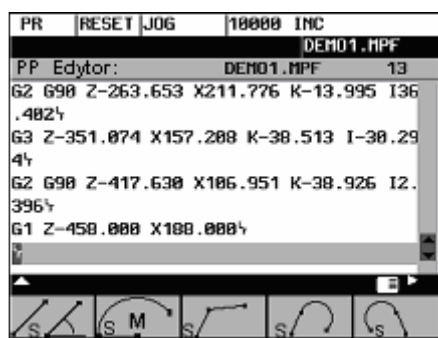 PR RESET JOG 10000 INC
DEMO1.MPF
PP Edytor: DEMO1.MPF 13
G2 G90 Z-263.653 X211.776 K-13.995 I36
.402
G3 Z-351.074 X157.208 K-38.513 I-30.29
4
G2 G90 Z-417.630 X106.951 K-38.926 I2.
396
G1 Z-458.000 X188.000
S S M S S S